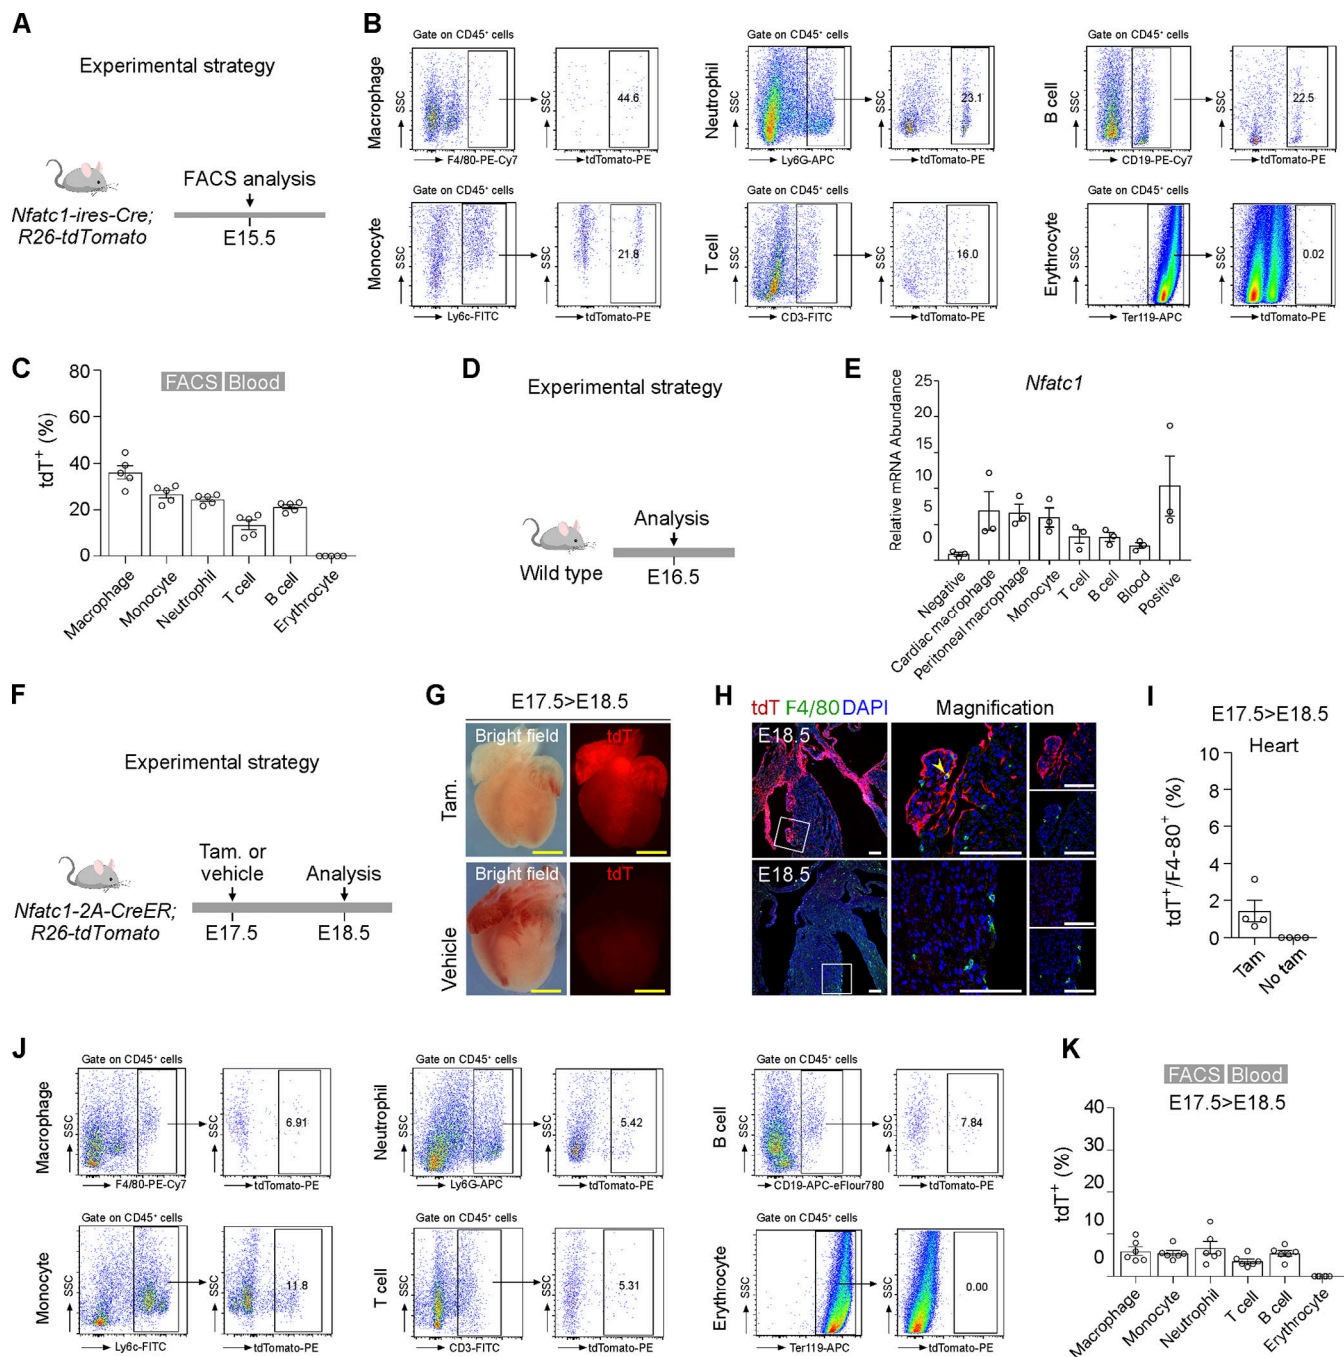 A
Experimental strategy
FACS analysis
Nfatc1-ires-Cre;
R26-tdTomato
E15.5
B
Gate on CD45⁺ cells
Macrophage
SSC
F4/80-PE-Cy7
SSC
44.6
tdTomato-PE
Gate on CD45⁺ cells
Neutrophil
SSC
Ly6G-APC
SSC
23.1
tdTomato-PE
Gate on CD45⁺ cells
B cell
SSC
CD19-PE-Cy7
SSC
22.5
tdTomato-PE
Gate on CD45⁺ cells
Monocyte
SSC
Ly6c-FITC
SSC
21.8
tdTomato-PE
Gate on CD45⁺ cells
T cell
SSC
CD3-FITC
SSC
16.0
tdTomato-PE
Gate on CD45⁺ cells
Erythrocyte
SSC
Ter119-APC
SSC
0.02
tdTomato-PE
C
FACS Blood
tdT⁺ (%)
80
60
40
20
0
Macrophage
Monocyte
Neutrophil
T cell
B cell
Erythrocyte
D
Experimental strategy
Analysis
Wild type
E16.5
E
Nfatc1
Relative mRNA Abundance
25
20
15
10
5
0
Negative
Cardiac macrophage
Peritoneal macrophage
Monocyte
T cell
B cell
Blood
Positive
F
Experimental strategy
Tam. or
vehicle
Analysis
Nfatc1-2A-CreER;
R26-tdTomato
E17.5
E18.5
G
E17.5>E18.5
Tam.
Bright field
tdT
Vehicle
Bright field
tdT
H
tdT F4/80 DAPI
Magnification
E18.5
E18.5
I
E17.5>E18.5
Heart
tdT⁺/F4-80⁺ (%)
10
8
6
4
2
0
Tam
No tam
J
Gate on CD45⁺ cells
Macrophage
SSC
F4/80-PE-Cy7
SSC
6.91
tdTomato-PE
Gate on CD45⁺ cells
Neutrophil
SSC
Ly6G-APC
SSC
5.42
tdTomato-PE
Gate on CD45⁺ cells
B cell
SSC
CD19-APC-eFlour780
SSC
7.84
tdTomato-PE
Gate on CD45⁺ cells
Monocyte
SSC
Ly6c-FITC
SSC
11.8
tdTomato-PE
Gate on CD45⁺ cells
T cell
SSC
CD3-FITC
SSC
5.31
tdTomato-PE
Gate on CD45⁺ cells
Erythrocyte
SSC
Ter119-APC
SSC
0.00
tdTomato-PE
K
FACS Blood
E17.5>E18.5
tdT⁺ (%)
40
30
20
10
0
Macrophage
Monocyte
Neutrophil
T cell
B cell
Erythrocyte